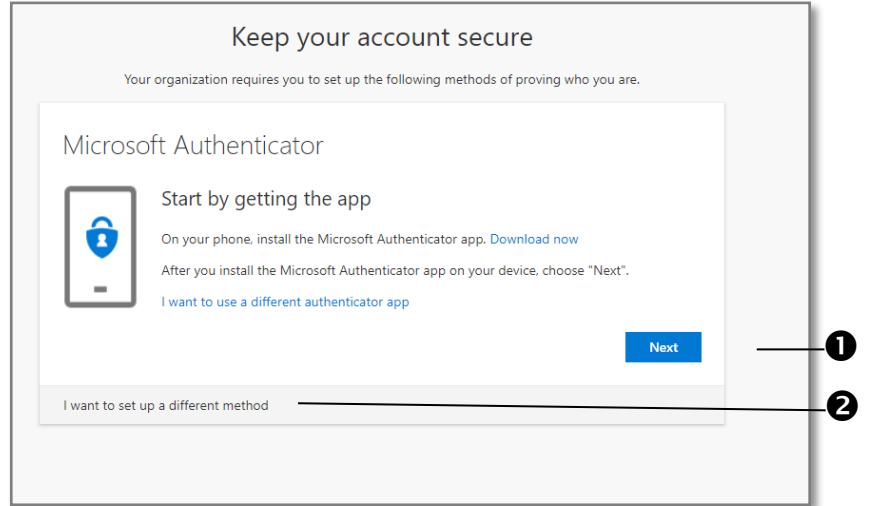 Keep your account secure
Your organization requires you to set up the following methods of proving who you are.
Microsoft Authenticator
Start by getting the app
On your phone, install the Microsoft Authenticator app. Download now
After you install the Microsoft Authenticator app on your device, choose "Next".
I want to use a different authenticator app
Next
❶
I want to set up a different method
❷